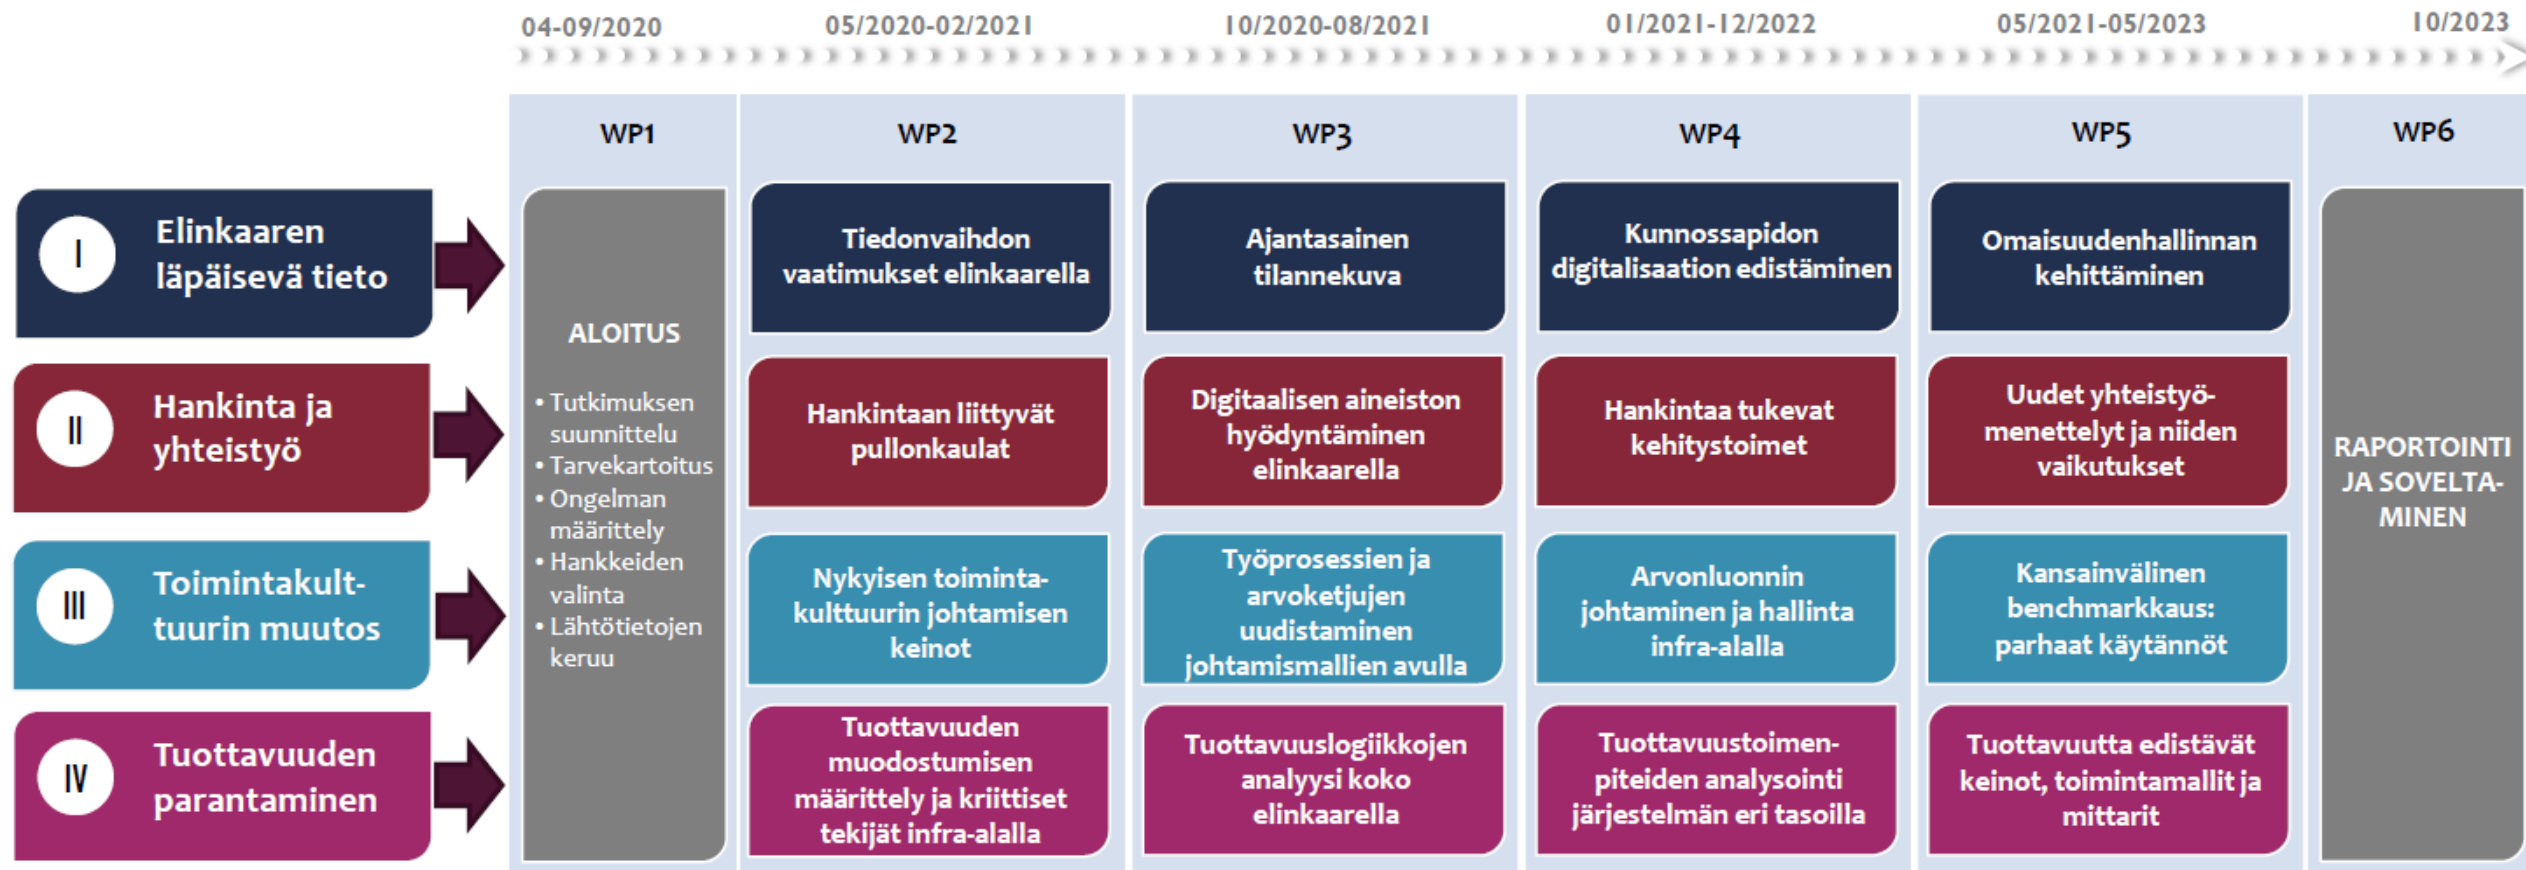 04-09/2020
05/2020-02/2021
10/2020-08/2021
01/2021-12/2022
05/2021-05/2023
10/2023
WP1
WP2
WP3
WP4
WP5
WP6
I
Elinkaaren
läpäisevä tieto
II
Hankinta ja
yhteistyö
III
Toimintakult-
tuurin muutos
IV
Tuottavuuden
parantaminen
ALOITUS
• Tutkimuksen
suunnittelu
• Tarvekartoitus
• Ongelman
määrittely
• Hankkeiden
valinta
• Lähtötietojen
keruu
Tiedonvaihdon
vaatimukset elinkaarella
Ajantasainen
tilannekuva
Kunnossapidon
digitalisaation edistäminen
Omaisuudenhallinnan
kehittäminen
Hankintaan liittyvät
pullonkaulat
Digitaalisen aineiston
hyödyntäminen
elinkaarella
Hankintaa tukevat
kehitystoimet
Uudet yhteistyö-
menettelyt ja niiden
vaikutukset
Nykyisen toiminta-
kulttuurin johtamisen
keinot
Työprosessien ja
arvoketjujen
uudistaminen
johtamismallien avulla
Arvonluonnin
johtaminen ja hallinta
infra-alalla
Kansainvälinen
benchmarkkaus:
parhaat käytännöt
Tuottavuuden
muodostumisen
määrittely ja kriittiset
tekijät infra-alalla
Tuottavuuslogiikkojen
analyysi koko
elinkaarella
Tuottavuustoimen-
piteiden analysointi
järjestelmän eri tasoilla
Tuottavuutta edistävät
keinot, toimintamallit ja
mittarit
RAPORTOINTI
JA SOVELTA-
MINEN